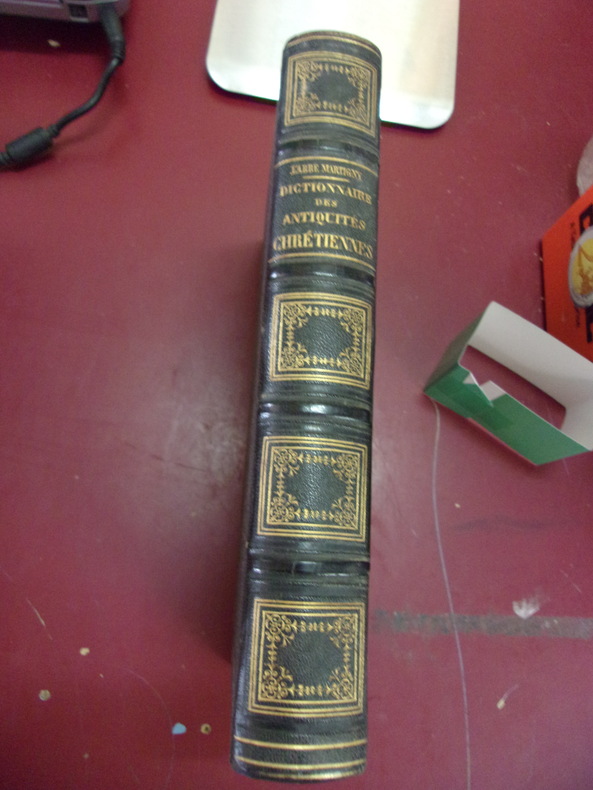 L'ABBÉ MARTIGNY
DICTIONNAIRE
DES
ANTIQUITÉS
CHRÉTIENNES